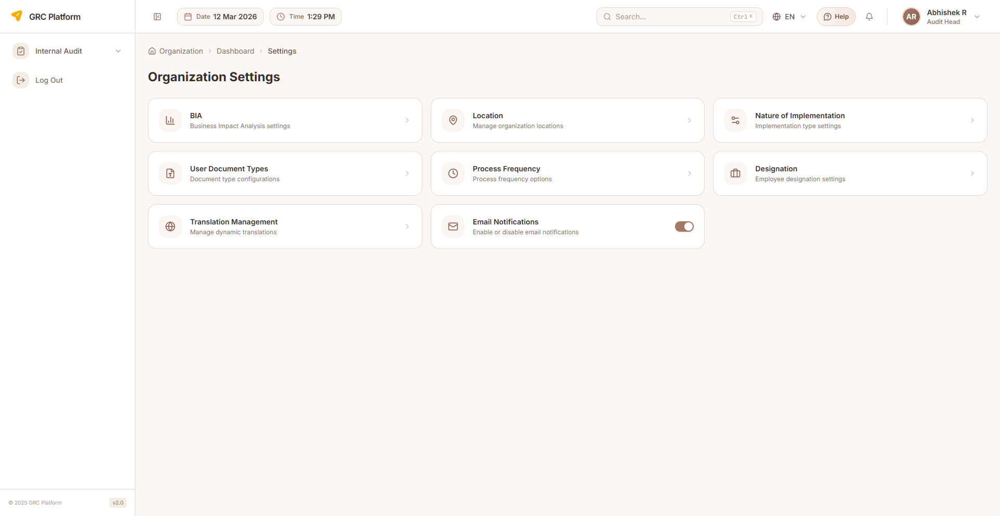 GRC Platform
Date 12 Mar 2026
Time 1:29 PM
Search...
Ctrl K
EN
Help
AR
Abhishek R
Audit Head
Internal Audit
Log Out
Organization
Dashboard
Settings
Organization Settings
BIA
Business Impact Analysis settings
Location
Manage organization locations
Nature of Implementation
Implementation type settings
User Document Types
Document type configurations
Process Frequency
Process frequency options
Designation
Employee designation settings
Translation Management
Manage dynamic translations
Email Notifications
Enable or disable email notifications
© 2025 GRC Platform
v2.0